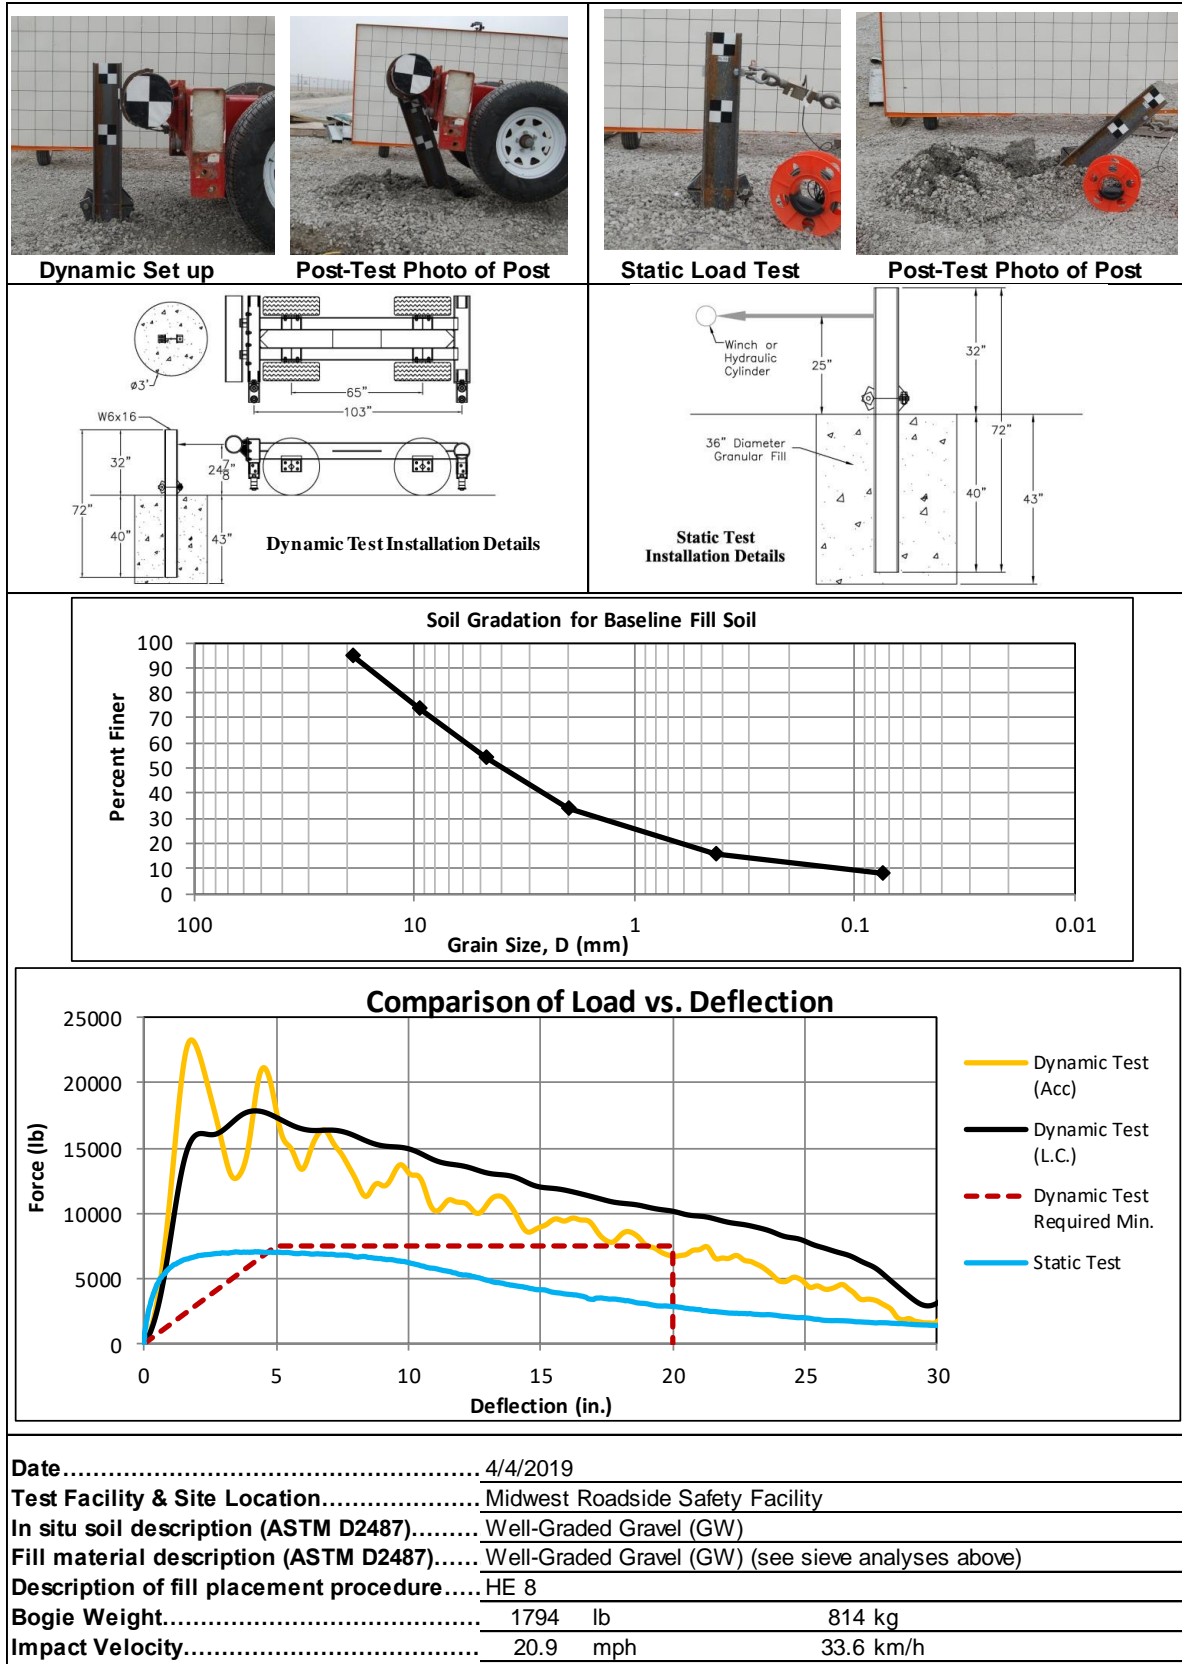 Dynamic Set up
Post-Test Photo of Post
Static Load Test
Post-Test Photo of Post
ø3'
65"
103"
W6x16
32"
24 7/8"
72"
40"
43"
Dynamic Test Installation Details
Winch or
Hydraulic
Cylinder
25"
32"
72"
36" Diameter
Granular Fill
40"
43"
Static Test
Installation Details
Soil Gradation for Baseline Fill Soil
Percent Finer
100
90
80
70
60
50
40
30
20
10
0
100
10
1
0.1
0.01
Grain Size, D (mm)
Comparison of Load vs. Deflection
Force (lb)
25000
20000
15000
10000
5000
0
0
5
10
15
20
25
30
Deflection (in.)
Dynamic Test
(Acc)
Dynamic Test
(L.C.)
Dynamic Test
Required Min.
Static Test
Date.................................................. 4/4/2019
Test Facility & Site Location................... Midwest Roadside Safety Facility
In situ soil description (ASTM D2487)......... Well-Graded Gravel (GW)
Fill material description (ASTM D2487)...... Well-Graded Gravel (GW) (see sieve analyses above)
Description of fill placement procedure..... HE 8
Bogie Weight...................................... 1794 lb 814 kg
Impact Velocity.................................... 20.9 mph 33.6 km/h